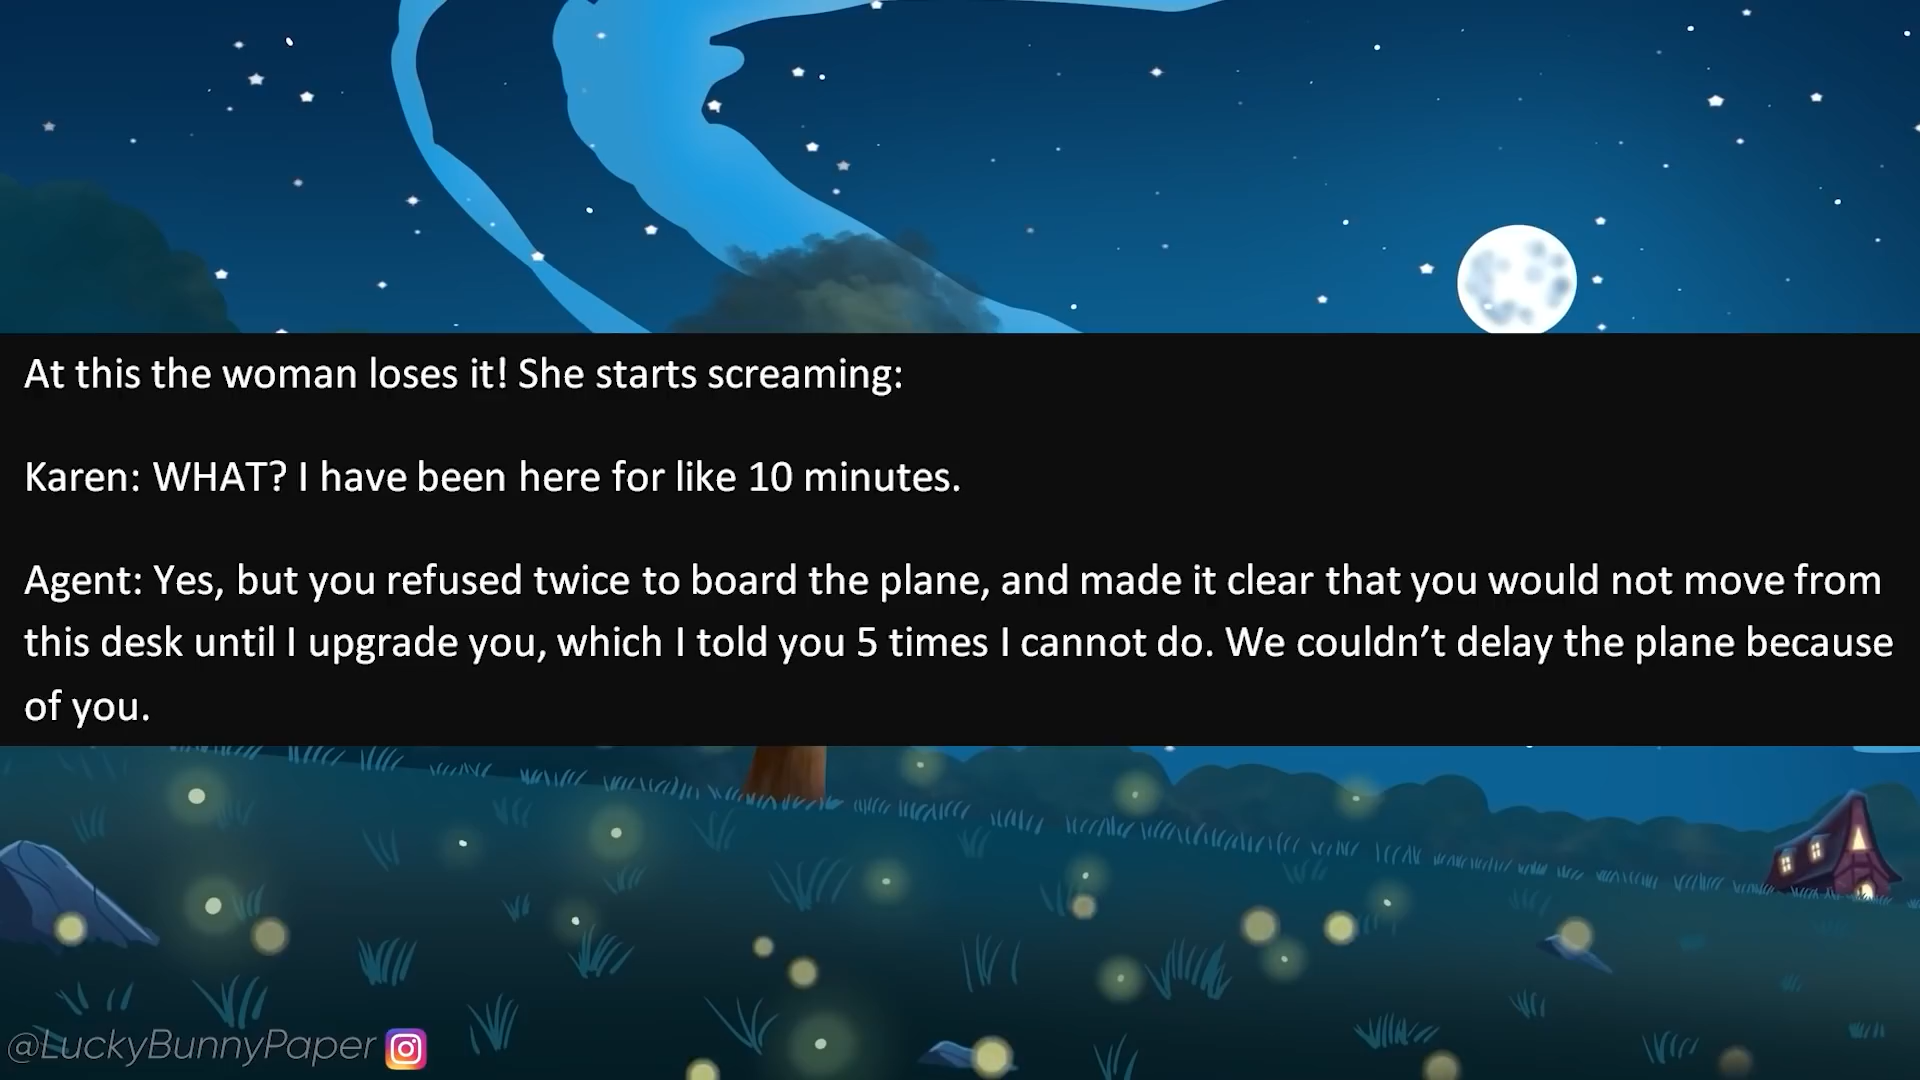 At this the woman loses it! She starts screaming:
Karen: WHAT? I have been here for like 10 minutes.
Agent: Yes, but you refused twice to board the plane, and made it clear that you would not move from
this desk until I upgrade you, which I told you 5 times I cannot do. We couldn’t delay the plane because
of you.
@LuckyBunnyPaper